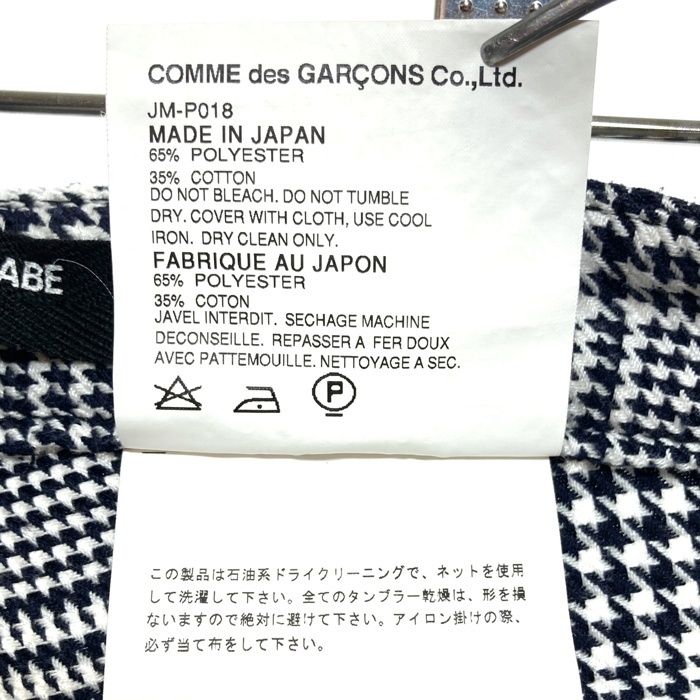 COMME des GARÇONS Co.,Ltd.
JM-P018
MADE IN JAPAN
65% POLYESTER
35% COTTON
DO NOT BLEACH. DO NOT TUMBLE
DRY. COVER WITH CLOTH, USE COOL
IRON. DRY CLEAN ONLY.
FABRIQUE AU JAPON
65% POLYESTER
35% COTON
JAVEL INTERDIT. SECHAGE MACHINE
DECONSEILLE. REPASSER A FER DOUX
AVEC PATTEMOUILLE. NETTOYAGE A SEC.
P
ABE
この製品は石油系ドライクリーニングで、ネットを使用
して洗濯して下さい。全てのタンブラー乾燥は、形を損
ないますので絶対に避けて下さい。アイロン掛けの際、
必ず当て布をして下さい。